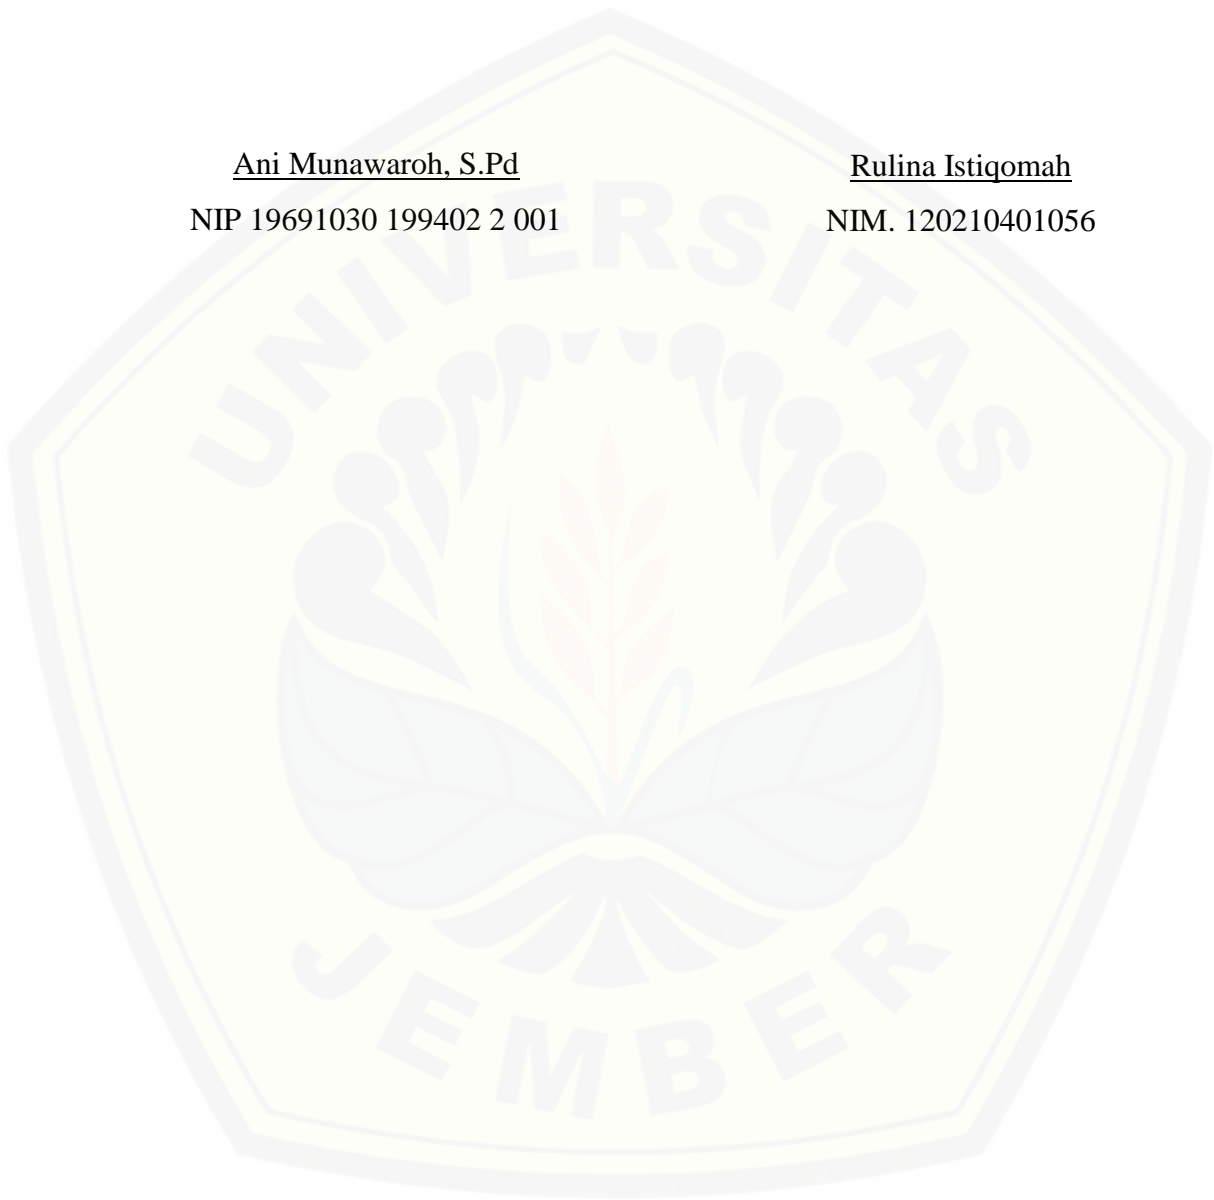 Ani Munawaroh, S.Pd Rulina Istiqomah
NIP 19691030 199402 2 001 NIM. 120210401056
UNIVERSITAS
JEMBER